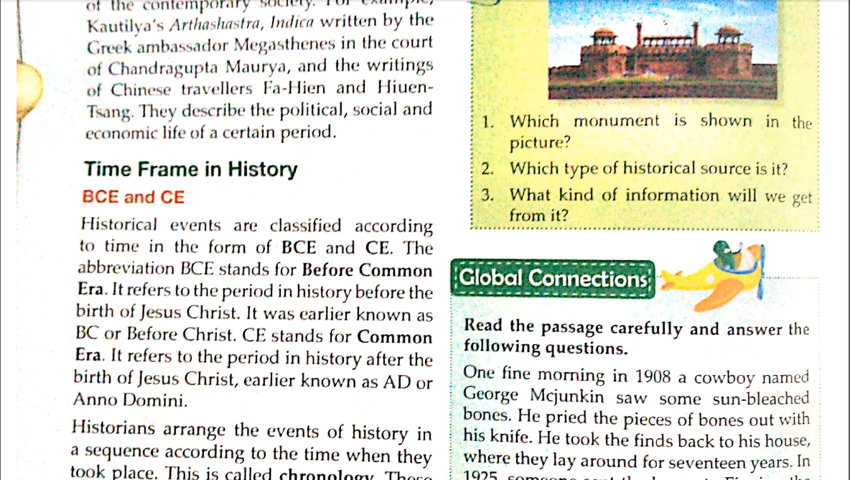 of the contemporary society. For example,
Kautilya's Arthashastra, Indica written by the
Greek ambassador Megasthenes in the court
of Chandragupta Maurya, and the writings
of Chinese travellers Fa-Hien and Hiuen-
Tsang. They describe the political, social and
economic life of a certain period.
Time Frame in History
BCE and CE
Historical events are classified according
to time in the form of BCE and CE. The
abbreviation BCE stands for Before Common
Era. It refers to the period in history before the
birth of Jesus Christ. It was earlier known as
BC or Before Christ. CE stands for Common
Era. It refers to the period in history after the
birth of Jesus Christ, earlier known as AD or
Anno Domini.
Historians arrange the events of history in
a sequence according to the time when they
took place. This is called chronology. These
1. Which monument is shown in the
picture?
2. Which type of historical source is it?
3. What kind of information will we get
from it?
Global Connections
Read the passage carefully and answer the
following questions.
One fine morning in 1908 a cowboy named
George Mcjunkin saw some sun-bleached
bones. He pried the pieces of bones out with
his knife. He took the finds back to his house,
where they lay around for seventeen years. In
1925, someone sent the